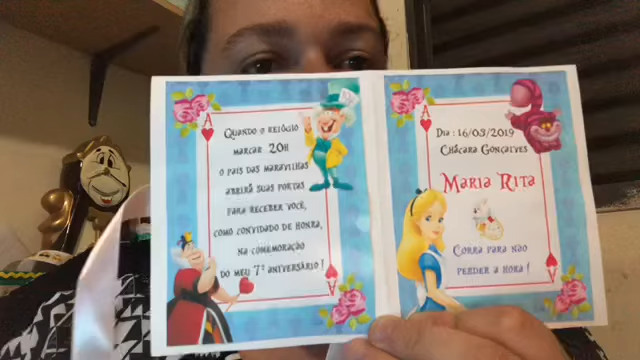 A
Quando o relógio
marcar 20h
o país das maravilhas
abrirá suas portas
para receber você,
como convidado de honra,
na comemoração
do meu 7º aniversário!
A
A
Dia: 16/03/2019
Chácara Gonçalves
Maria Rita
Corra para não
perder a hora!
A